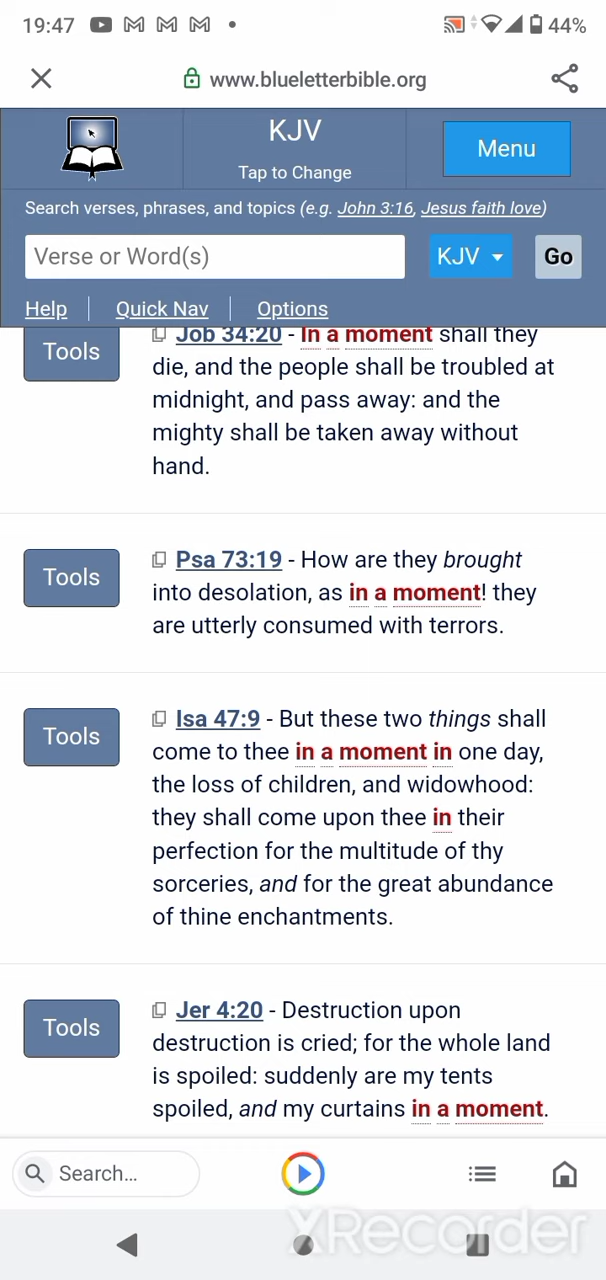 19:47
44%
www.blueletterbible.org
KJV
Tap to Change
Menu
Search verses, phrases, and topics (e.g. John 3:16, Jesus faith love)
Verse or Word(s)
KJV
Go
Help
Quick Nav
Options
Tools
Job 34:20 - In a moment shall they
die, and the people shall be troubled at
midnight, and pass away: and the
mighty shall be taken away without
hand.
Tools
Psa 73:19 - How are they brought
into desolation, as in a moment! they
are utterly consumed with terrors.
Tools
Isa 47:9 - But these two things shall
come to thee in a moment in one day,
the loss of children, and widowhood:
they shall come upon thee in their
perfection for the multitude of thy
sorceries, and for the great abundance
of thine enchantments.
Tools
Jer 4:20 - Destruction upon
destruction is cried; for the whole land
is spoiled: suddenly are my tents
spoiled, and my curtains in a moment.
Search...
XRecorder